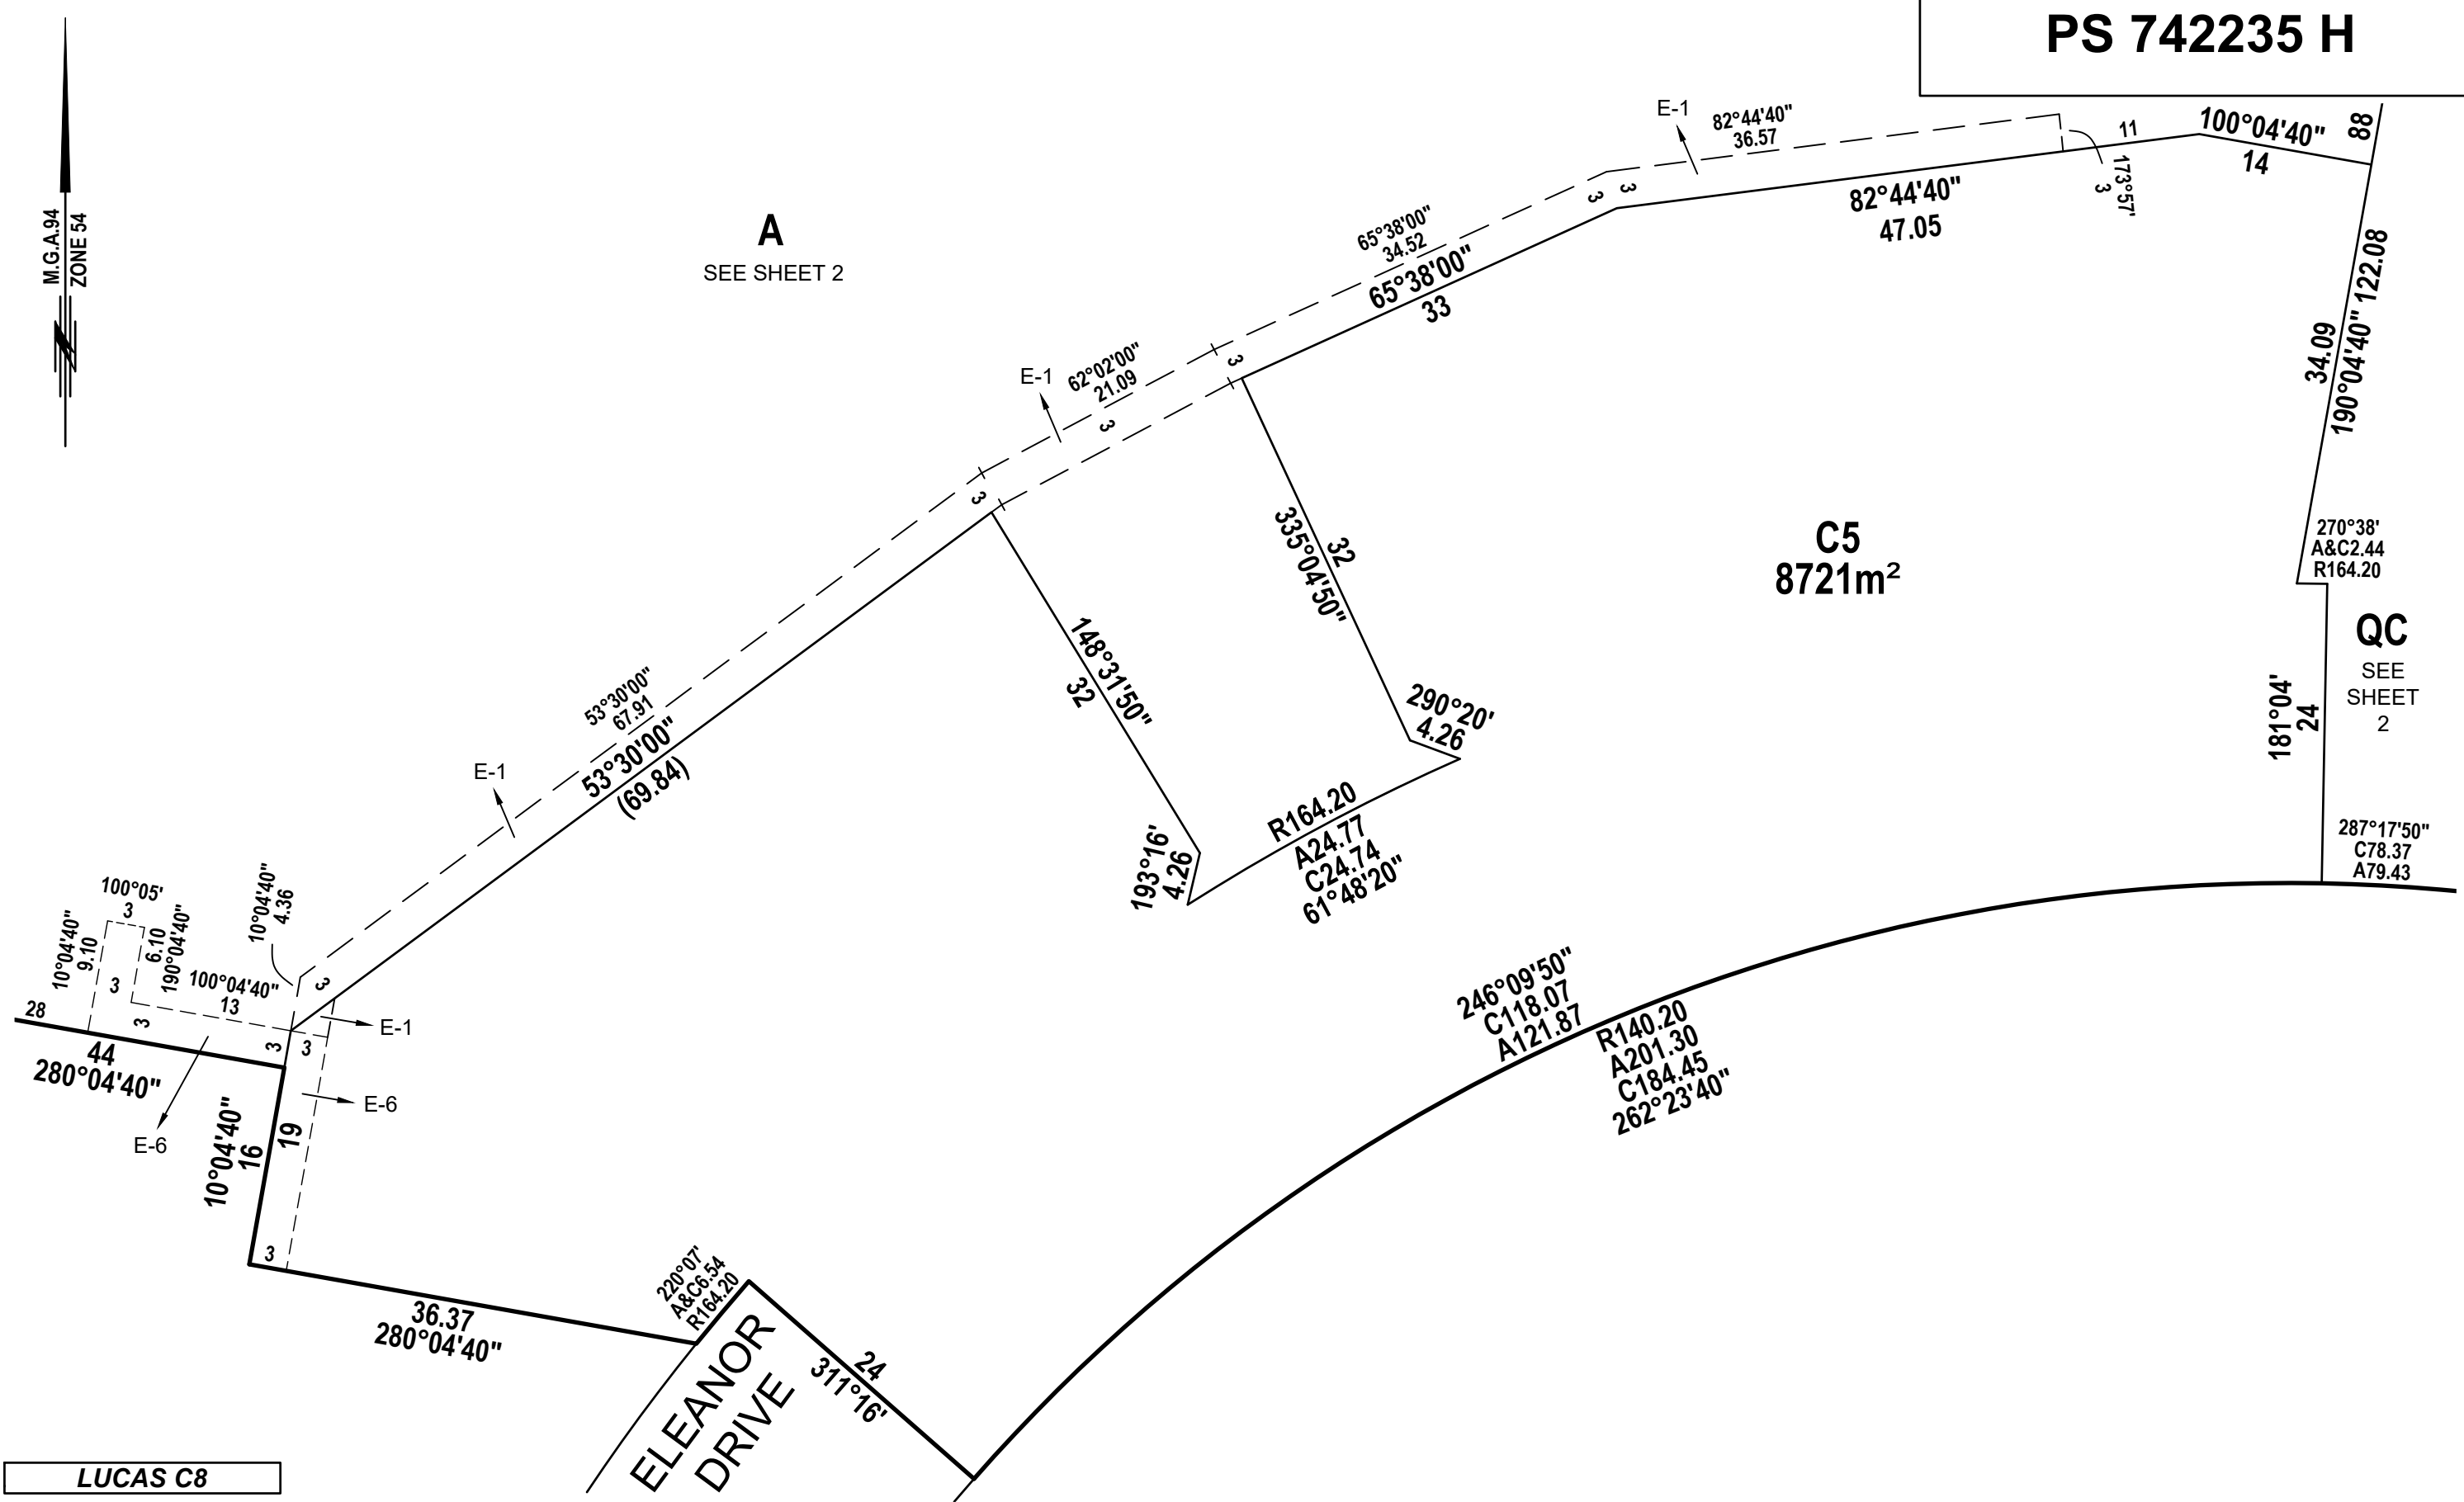 PS 742235 H
M.G.A.94
ZONE 54
A
SEE SHEET 2
E-1
82°44'40"
36.57
11
100°04'40"
14
88
173°57'
3
3
3
82°44'40"
47.05
65°38'00"
34.52
65°38'00"
33
190°04'40" 122.08
34.09
E-1
62°02'00"
21.09
3
3
3
148°31'50"
32
32
335°04'50"
290°20'
4.26
C5
8721m²
270°38'
A&C2.44
R164.20
QC
SEE
SHEET
2
181°04'
24
287°17'50"
C78.37
A79.43
E-1
53°30'00"
67.91
53°30'00"
(69.84)
193°16'
4.26
R164.20
A24.77
C24.74
61°48'20"
246°09'50"
C118.07
A121.87
R140.20
A201.30
C184.45
262°23'40"
100°05'
3
10°04'40"
9.10
3
6.10
190°04'40"
10°04'40"
4.36
3
100°04'40"
13
28
3
3
3
E-1
44
280°04'40"
E-6
E-6
10°04'40"
16
19
3
36.37
280°04'40"
220°07'
A&C6.54
R164.20
24
311°16'
ELEANOR
DRIVE
LUCAS C8